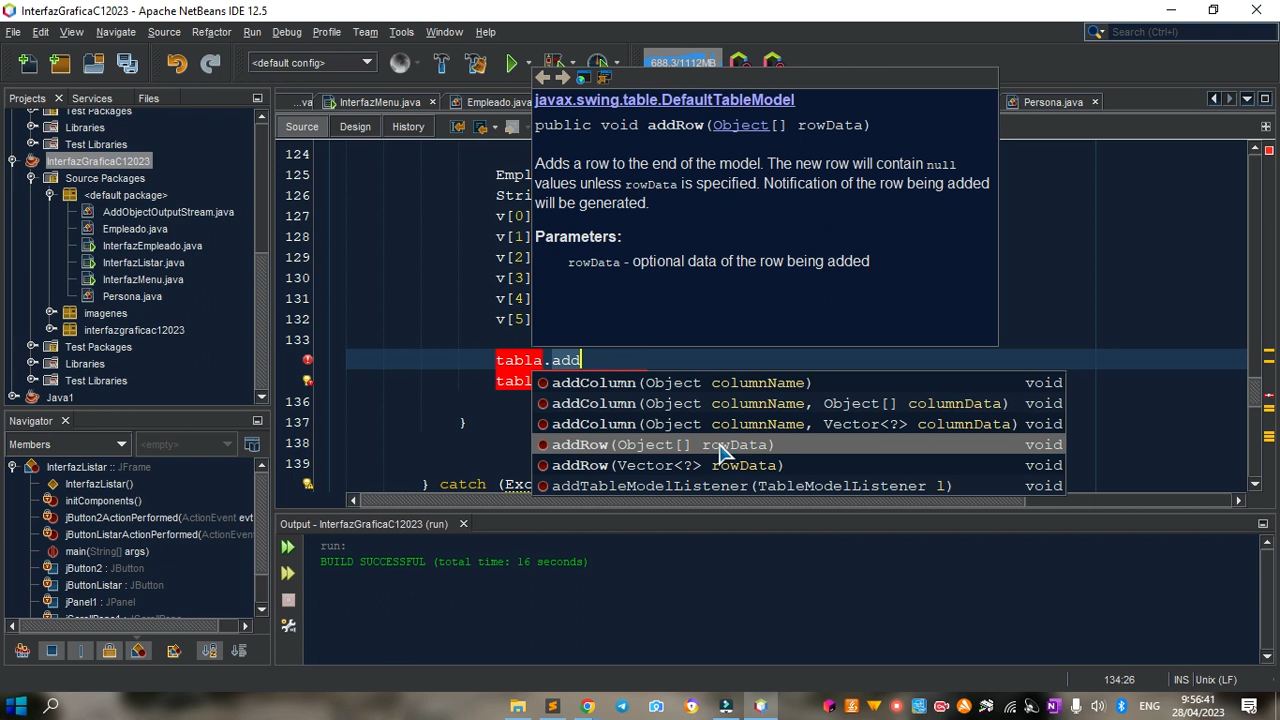 InterfazGraficaC12023 - Apache NetBeans IDE 12.5
File Edit View Navigate Source Refactor Run Debug Profile Team Tools Window Help
Search (Ctrl+I)
<default config>
688.3/1112MB
Projects Services Files
...va InterfazMenu.java Empleado.java Persona.java
Source Design History
Test Packages
Libraries
Test Libraries
InterfazGraficaC12023
Source Packages
<default package>
AddObjectOutputStream.java
Empleado.java
InterfazEmpleado.java
InterfazListar.java
InterfazMenu.java
Persona.java
imagenes
interfazgraficac12023
Test Packages
Libraries
Test Libraries
Java1
124
125 Empl
126 Stri
127 v[0]
128 v[1]
129 v[2]
130 v[3]
131 v[4]
132 v[5]
133
tabla.add
tabl
136
137 }
138
139
} catch (Exc
javax.swing.table.DefaultTableModel
public void addRow(Object[] rowData)
Adds a row to the end of the model. The new row will contain null
values unless rowData is specified. Notification of the row being added
will be generated.
Parameters:
rowData - optional data of the row being added
addColumn(Object columnName) void
addColumn(Object columnName, Object[] columnData) void
addColumn(Object columnName, Vector<?> columnData) void
addRow(Object[] rowData) void
addRow(Vector<?> rowData) void
addTableModelListener(TableModelListener l) void
Navigator
Members <empty>
InterfazListar :: JFrame
InterfazListar()
initComponents()
jButton2ActionPerformed(ActionEvent evt
jButtonListarActionPerformed(ActionEven
main(String[] args)
jButton2 : JButton
jButtonListar : JButton
jPanel1 : JPanel
jScrollPane1 : JScrollPane
Output - InterfazGraficaC12023 (run)
run:
BUILD SUCCESSFUL (total time: 16 seconds)
134:26 INS Unix (LF)
ENG
9:56:41
28/04/2023